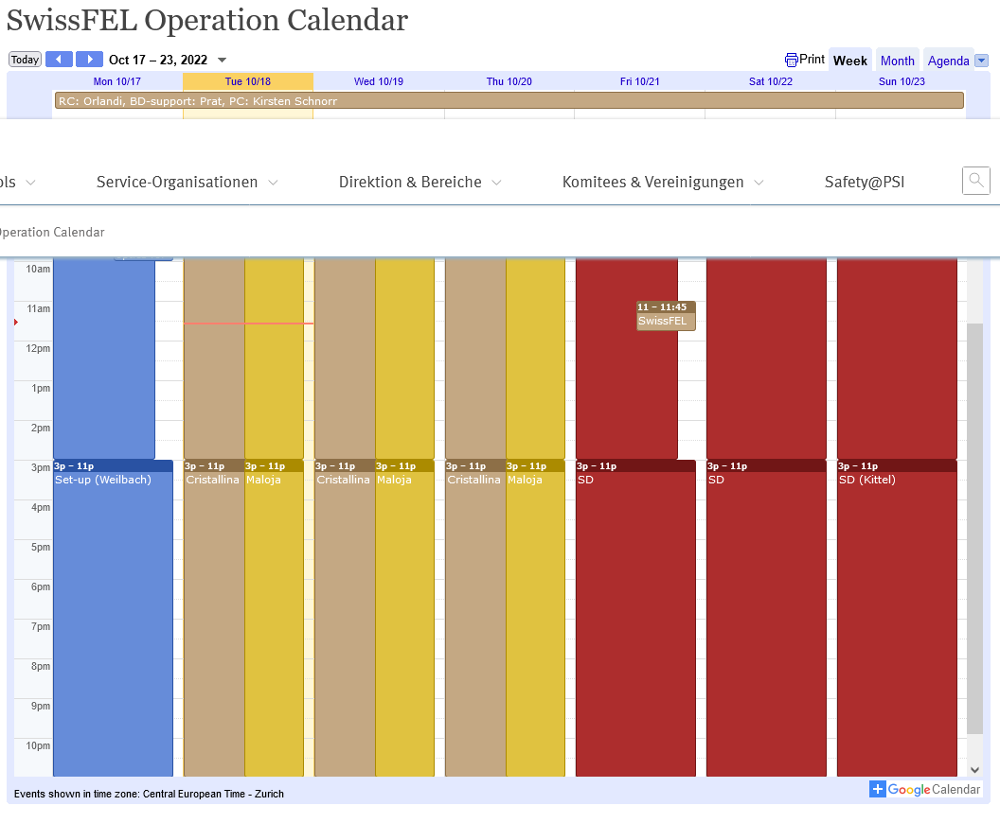 SwissFEL Operation Calendar
Today Oct 17 – 23, 2022 Print Week Month Agenda
Mon 10/17 Tue 10/18 Wed 10/19 Thu 10/20 Fri 10/21 Sat 10/22 Sun 10/23
RC: Orlandi, BD-support: Prat, PC: Kirsten Schnorr
ols Service-Organisationen Direktion & Bereiche Komitees & Vereinigungen Safety@PSI
Operation Calendar
10am
11am 11 – 11:45
SwissFEL
12pm
1pm
2pm
3pm 3p – 11p 3p – 11p 3p – 11p 3p – 11p 3p – 11p 3p – 11p 3p – 11p 3p – 11p 3p – 11p 3p – 11p
Set-up (Weilbach) Cristallina Maloja Cristallina Maloja Cristallina Maloja SD SD SD (Kittel)
4pm
5pm
6pm
7pm
8pm
9pm
10pm
Events shown in time zone: Central European Time - Zurich
Google Calendar